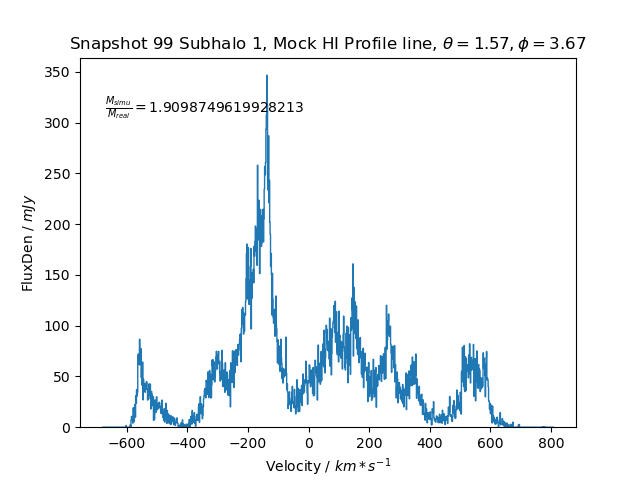 Snapshot 99 Subhalo 1, Mock HI Profile line, θ = 1.57, ϕ = 3.67
M_simu/M_real = 1.9098749619928213
FluxDen / mJy
350
300
250
200
150
100
50
0
−600 −400 −200 0 200 400 600 800
Velocity / km * s⁻¹